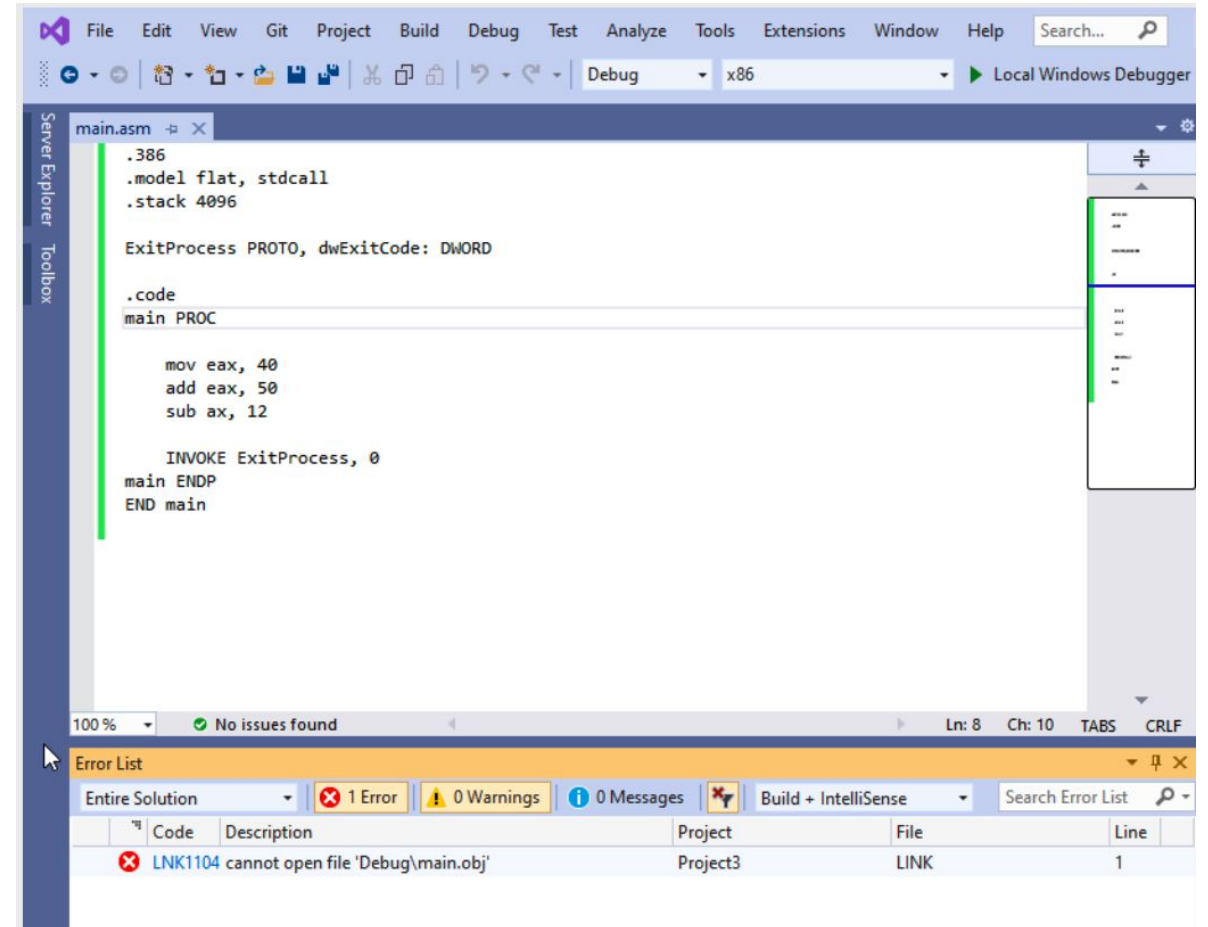 File Edit View Git Project Build Debug Test Analyze Tools Extensions Window Help Search...
Debug x86 Local Windows Debugger
Server Explorer
Toolbox
main.asm
.386
.model flat, stdcall
.stack 4096
ExitProcess PROTO, dwExitCode: DWORD
.code
main PROC
mov eax, 40
add eax, 50
sub ax, 12
INVOKE ExitProcess, 0
main ENDP
END main
100 % No issues found Ln: 8 Ch: 10 TABS CRLF
Error List
Entire Solution 1 Error 0 Warnings 0 Messages Build + IntelliSense Search Error List
Code Description Project File Line
LNK1104 cannot open file 'Debug\main.obj' Project3 LINK 1